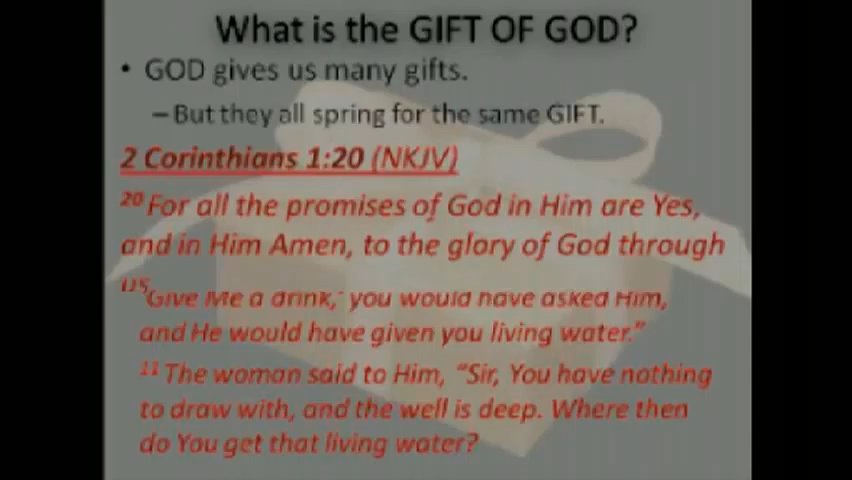 What is the GIFT OF GOD?
• GOD gives us many gifts.
– But they all spring for the same GIFT.
2 Corinthians 1:20 (NKJV)
20 For all the promises of God in Him are Yes,
and in Him Amen, to the glory of God through
'Give Me a drink,' you would have asked Him,
and He would have given you living water."
11 The woman said to Him, "Sir, You have nothing
to draw with, and the well is deep. Where then
do You get that living water?